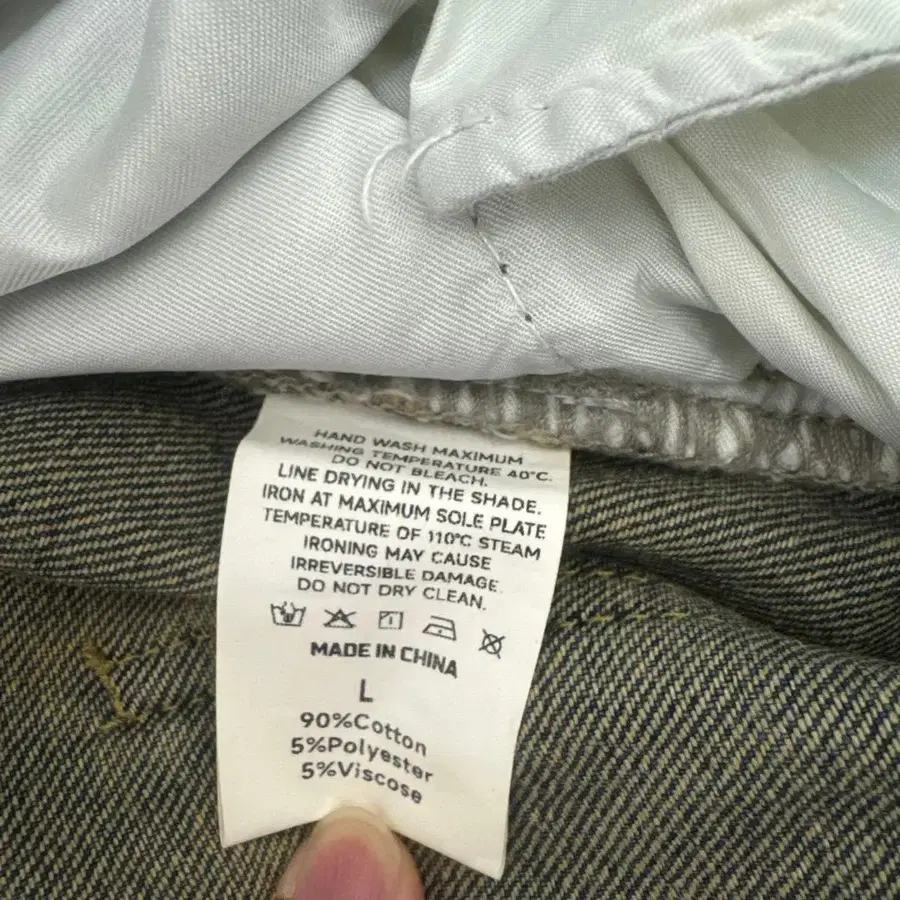 HAND WASH MAXIMUM
WASHING TEMPERATURE 40°C.
DO NOT BLEACH.
LINE DRYING IN THE SHADE.
IRON AT MAXIMUM SOLE PLATE
TEMPERATURE OF 110°C STEAM
IRONING MAY CAUSE
IRREVERSIBLE DAMAGE.
DO NOT DRY CLEAN.
MADE IN CHINA
L
90%Cotton
5%Polyester
5%Viscose